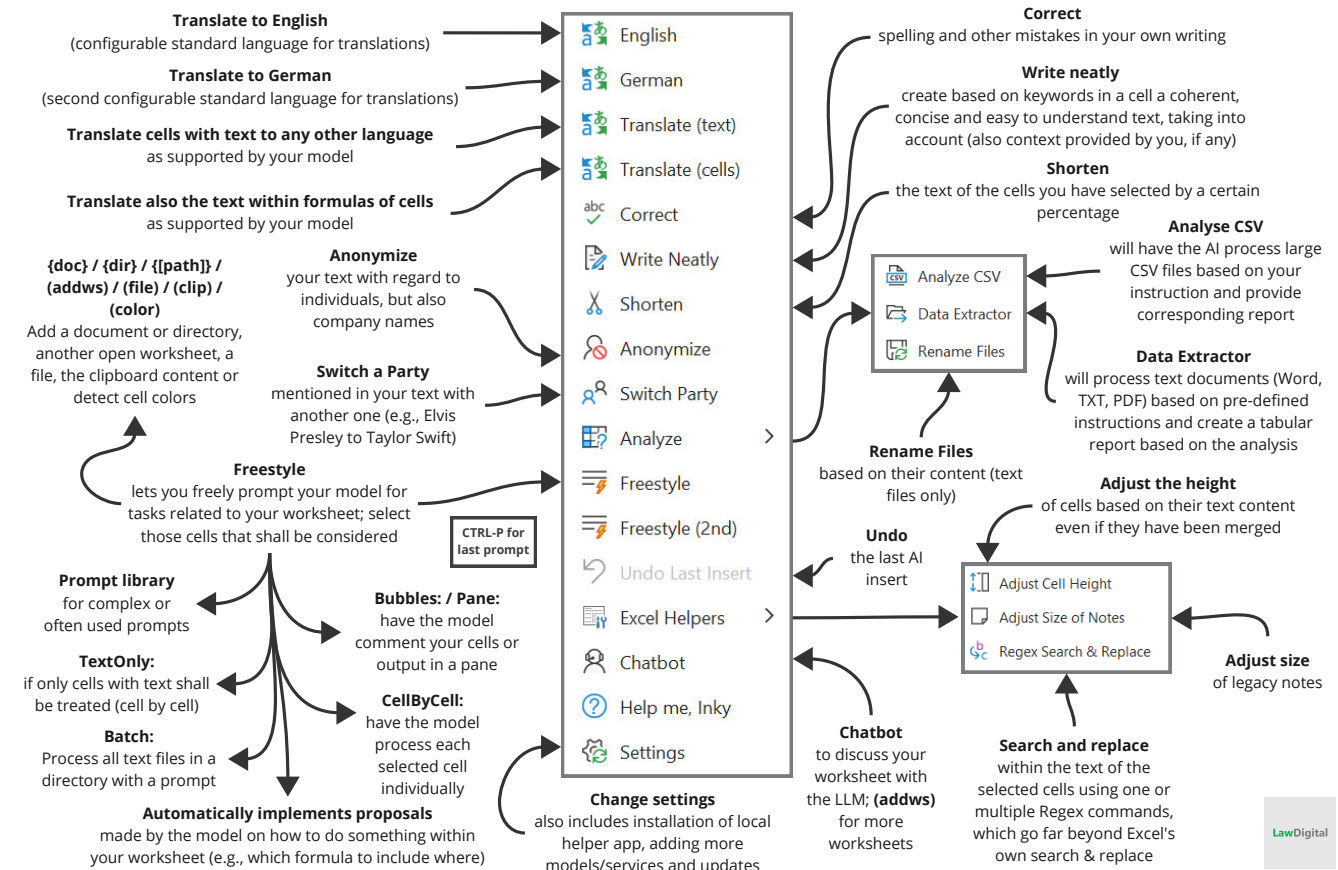 Translate to English
(configurable standard language for translations)
Translate to German
(second configurable standard language for translations)
Translate cells with text to any other language
as supported by your model
Translate also the text within formulas of cells
as supported by your model
{doc} / {dir} / {[path]} /
(addws) / (file) / (clip) /
(color)
Add a document or directory,
another open worksheet, a
file, the clipboard content or
detect cell colors
Anonymize
your text with regard to
individuals, but also
company names
Switch a Party
mentioned in your text with
another one (e.g., Elvis
Presley to Taylor Swift)
Freestyle
lets you freely prompt your model for
tasks related to your worksheet; select
those cells that shall be considered
CTRL-P for
last prompt
Prompt library
for complex or
often used prompts
TextOnly:
if only cells with text shall
be treated (cell by cell)
Batch:
Process all text files in a
directory with a prompt
Bubbles: / Pane:
have the model
comment your cells or
output in a pane
CellByCell:
have the model
process each
selected cell
individually
Automatically implements proposals
made by the model on how to do something within
your worksheet (e.g., which formula to include where)
English
German
Translate (text)
Translate (cells)
abc
Correct
Write Neatly
Shorten
Anonymize
Switch Party
Analyze
Freestyle
Freestyle (2nd)
Undo Last Insert
Excel Helpers
Chatbot
Help me, Inky
Settings
Change settings
also includes installation of local
helper app, adding more
models/services and updates
Correct
spelling and other mistakes in your own writing
Write neatly
create based on keywords in a cell a coherent,
concise and easy to understand text, taking into
account (also context provided by you, if any)
Shorten
the text of the cells you have selected by a certain
percentage
Analyse CSV
will have the AI process large
CSV files based on your
instruction and provide
corresponding report
CSV
Analyze CSV
Data Extractor
Rename Files
Data Extractor
will process text documents (Word,
TXT, PDF) based on pre-defined
instructions and create a tabular
report based on the analysis
Rename Files
based on their content (text
files only)
Adjust the height
of cells based on their text content
even if they have been merged
Undo
the last AI
insert
Adjust Cell Height
Adjust Size of Notes
b
c
Regex Search & Replace
Adjust size
of legacy notes
Chatbot
to discuss your
worksheet with
the LLM; (addws)
for more
worksheets
Search and replace
within the text of the
selected cells using one or
multiple Regex commands,
which go far beyond Excel's
own search & replace
LawDigital